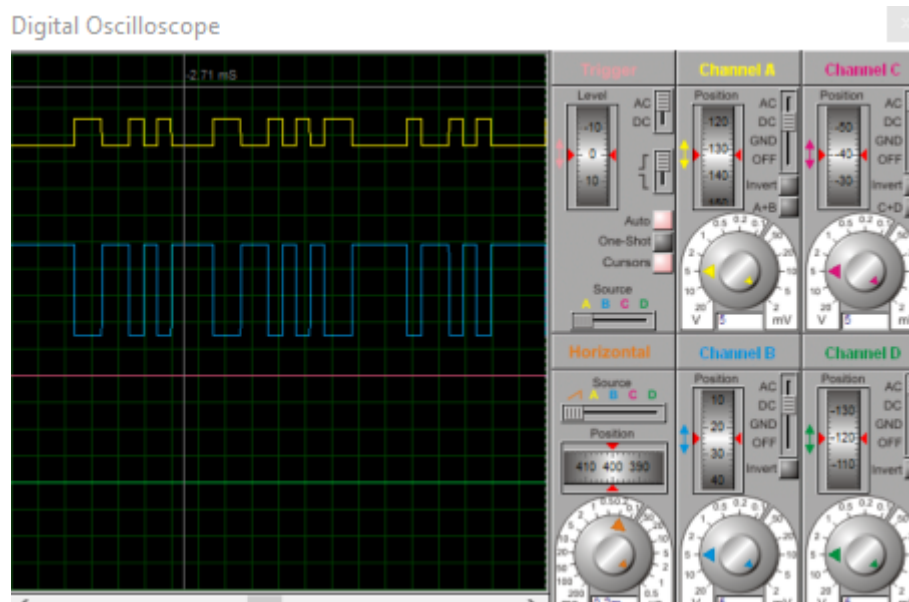 Digital Oscilloscope
-2.71 mS
Trigger
Level
AC
DC
-10
0
10
Auto
One-Shot
Cursors
Source
A B C D
Channel A
Position
AC
DC
GND
OFF
-120
-130
140
Invert
A+B
V
5
mV
Channel C
Position
AC
DC
GND
OFF
-50
-40
-30
Invert
C+D
V
5
Horizontal
Source
A B C D
Position
410 400 390
Channel B
Position
AC
DC
GND
OFF
10
20
30
40
Invert
Channel D
Position
AC
DC
GND
OFF
-130
-120
-110
Invert